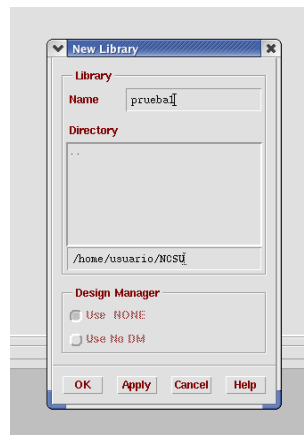 New Library
Library
Name prueba1
Directory
..
/home/usuario/NCSU
Design Manager
Use NONE
Use No DM
OK Apply Cancel Help